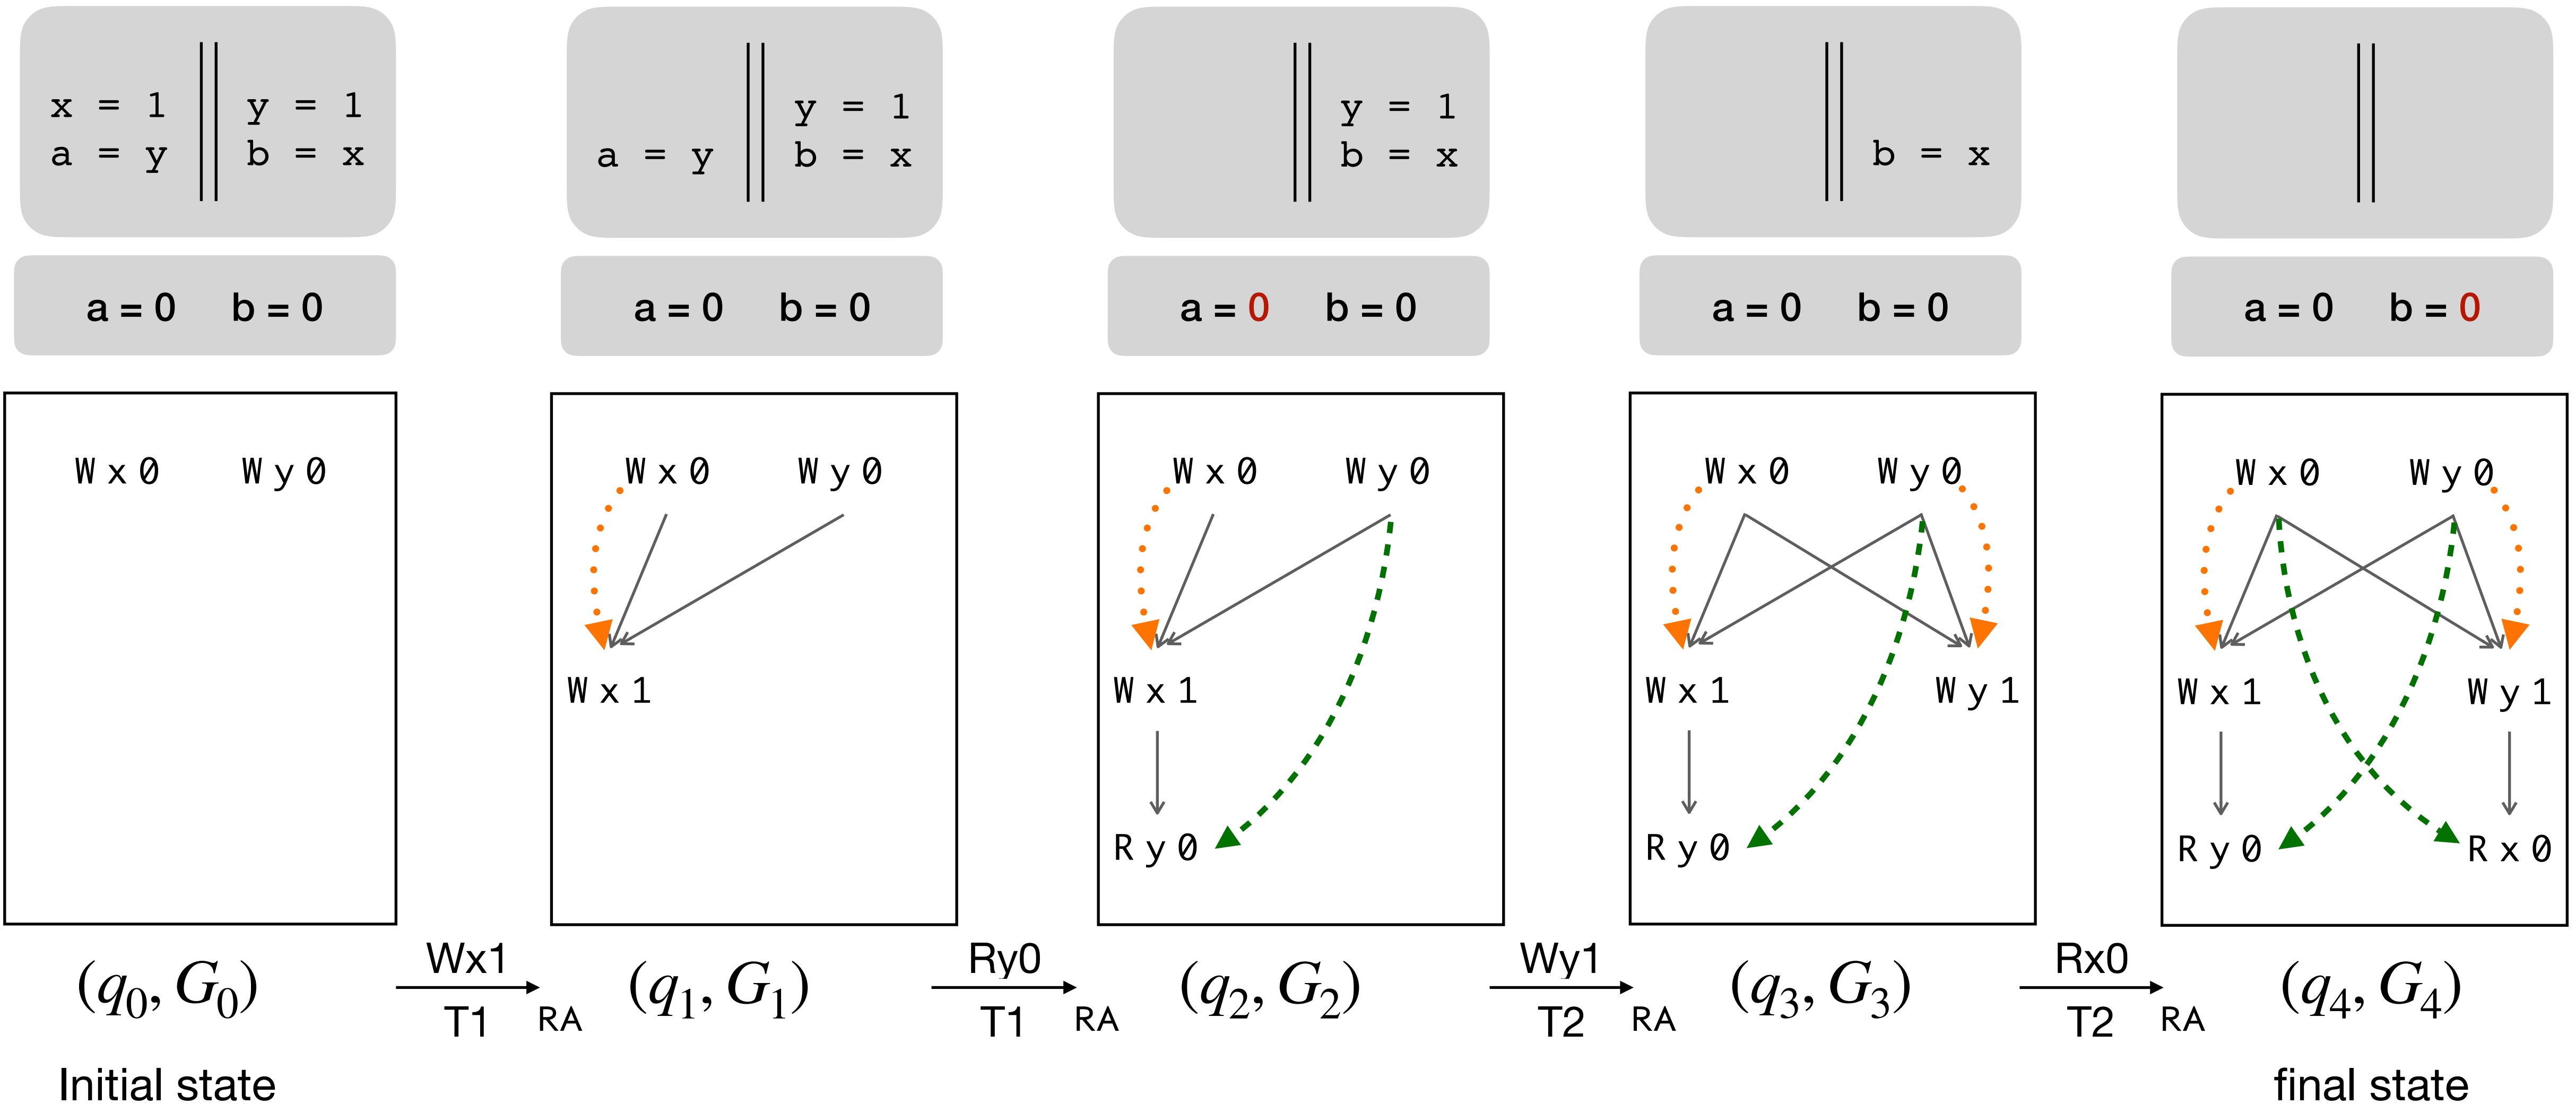 x = 1 y = 1
a = y b = x
a = 0 b = 0
W x 0 W y 0
(q0, G0)
Initial state
Wx1
T1 RA
y = 1
a = y b = x
a = 0 b = 0
W x 0 W y 0
W x 1
(q1, G1)
Ry0
T1 RA
y = 1
b = x
a = 0 b = 0
W x 0 W y 0
W x 1
R y 0
(q2, G2)
Wy1
T2 RA
b = x
a = 0 b = 0
W x 0 W y 0
W x 1 W y 1
R y 0
(q3, G3)
Rx0
T2 RA
a = 0 b = 0
W x 0 W y 0
W x 1 W y 1
R y 0 R x 0
(q4, G4)
final state